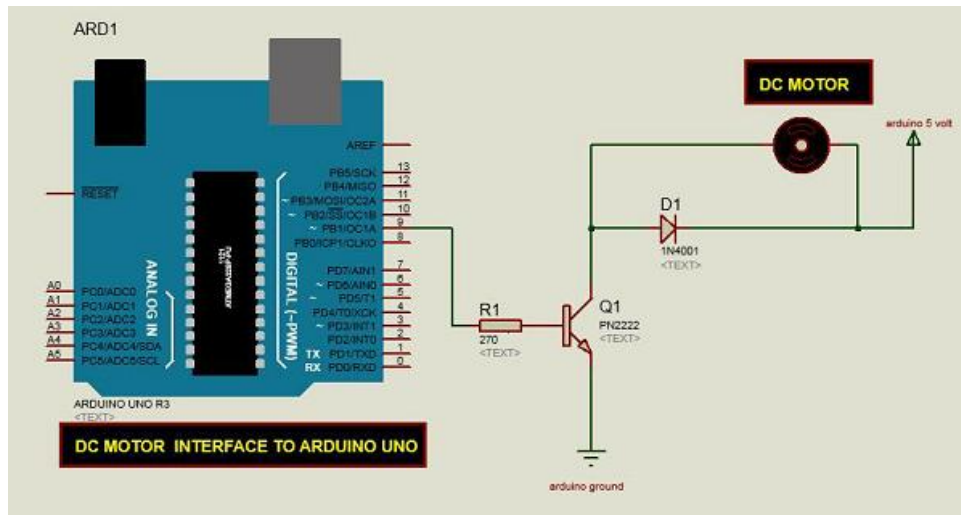 ARD1
DC MOTOR
arduino 5 volt
AREF
RESET
PB5/SCK 13
PB4/MISO 12
~ PB3/MOSI/OC2A 11
~ PB2/SS/OC1B 10
~ PB1/OC1A 9
PB0/ICP1/CLKO 8
1121
ATMEGA328P-PU
ANALOG IN
DIGITAL (~PWM)
PD7/AIN1 7
~ PD6/AIN0 6
~ PD5/T1 5
PD4/T0/XCK 4
~ PD3/INT1 3
PD2/INT0 2
TX PD1/TXD 1
RX PD0/RXD 0
A0 PC0/ADC0
A1 PC1/ADC1
A2 PC2/ADC2
A3 PC3/ADC3
A4 PC4/ADC4/SDA
A5 PC5/ADC5/SCL
D1
1N4001
<TEXT>
R1
270
<TEXT>
Q1
PN2222
<TEXT>
ARDUINO UNO R3
<TEXT>
DC MOTOR INTERFACE TO ARDUINO UNO
arduino ground